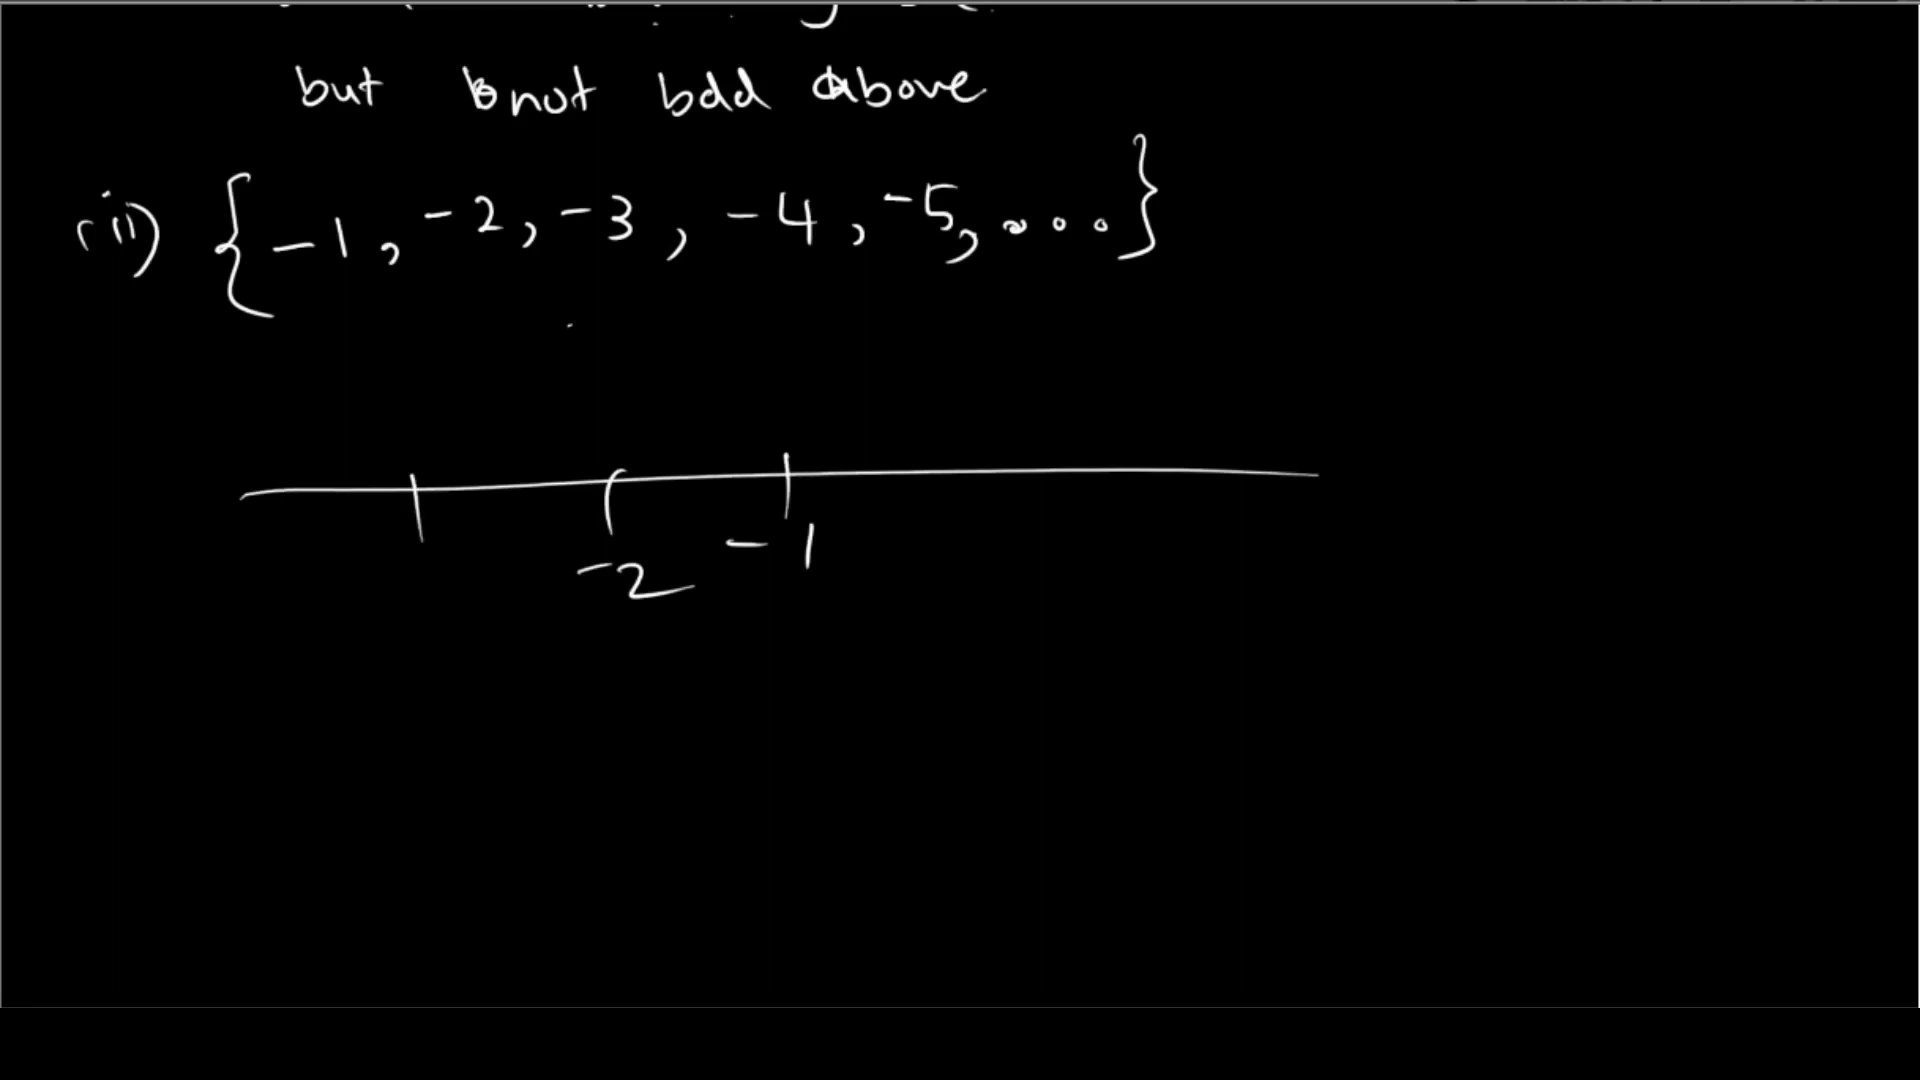 but not bdd above
(ii) { -1, -2, -3, -4, -5, ... }
-2 -1